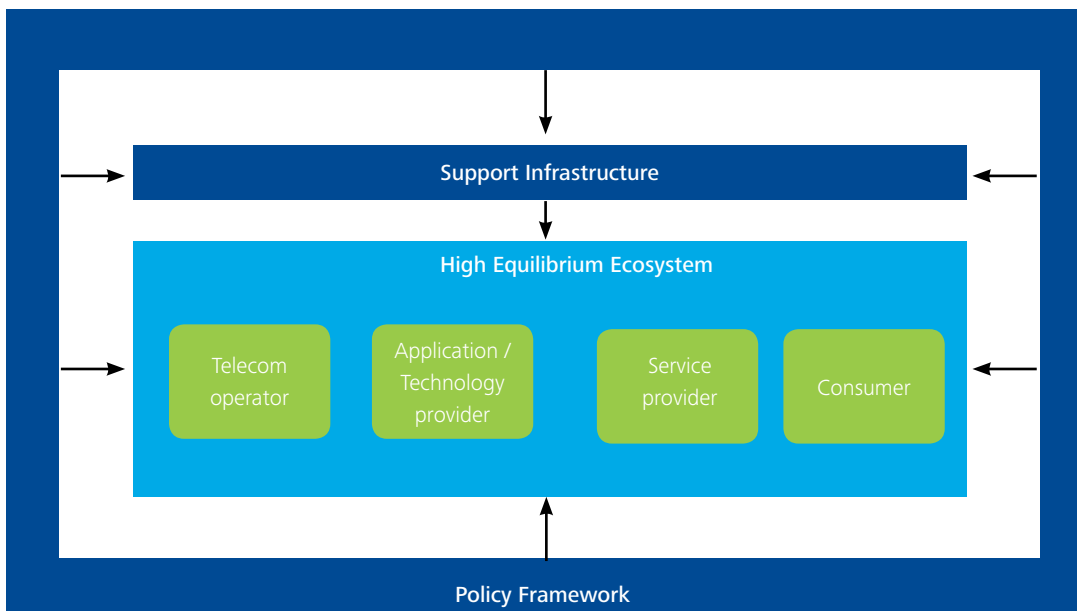 Support Infrastructure
High Equilibrium Ecosystem
Telecom
operator
Application /
Technology
provider
Service
provider
Consumer
Policy Framework